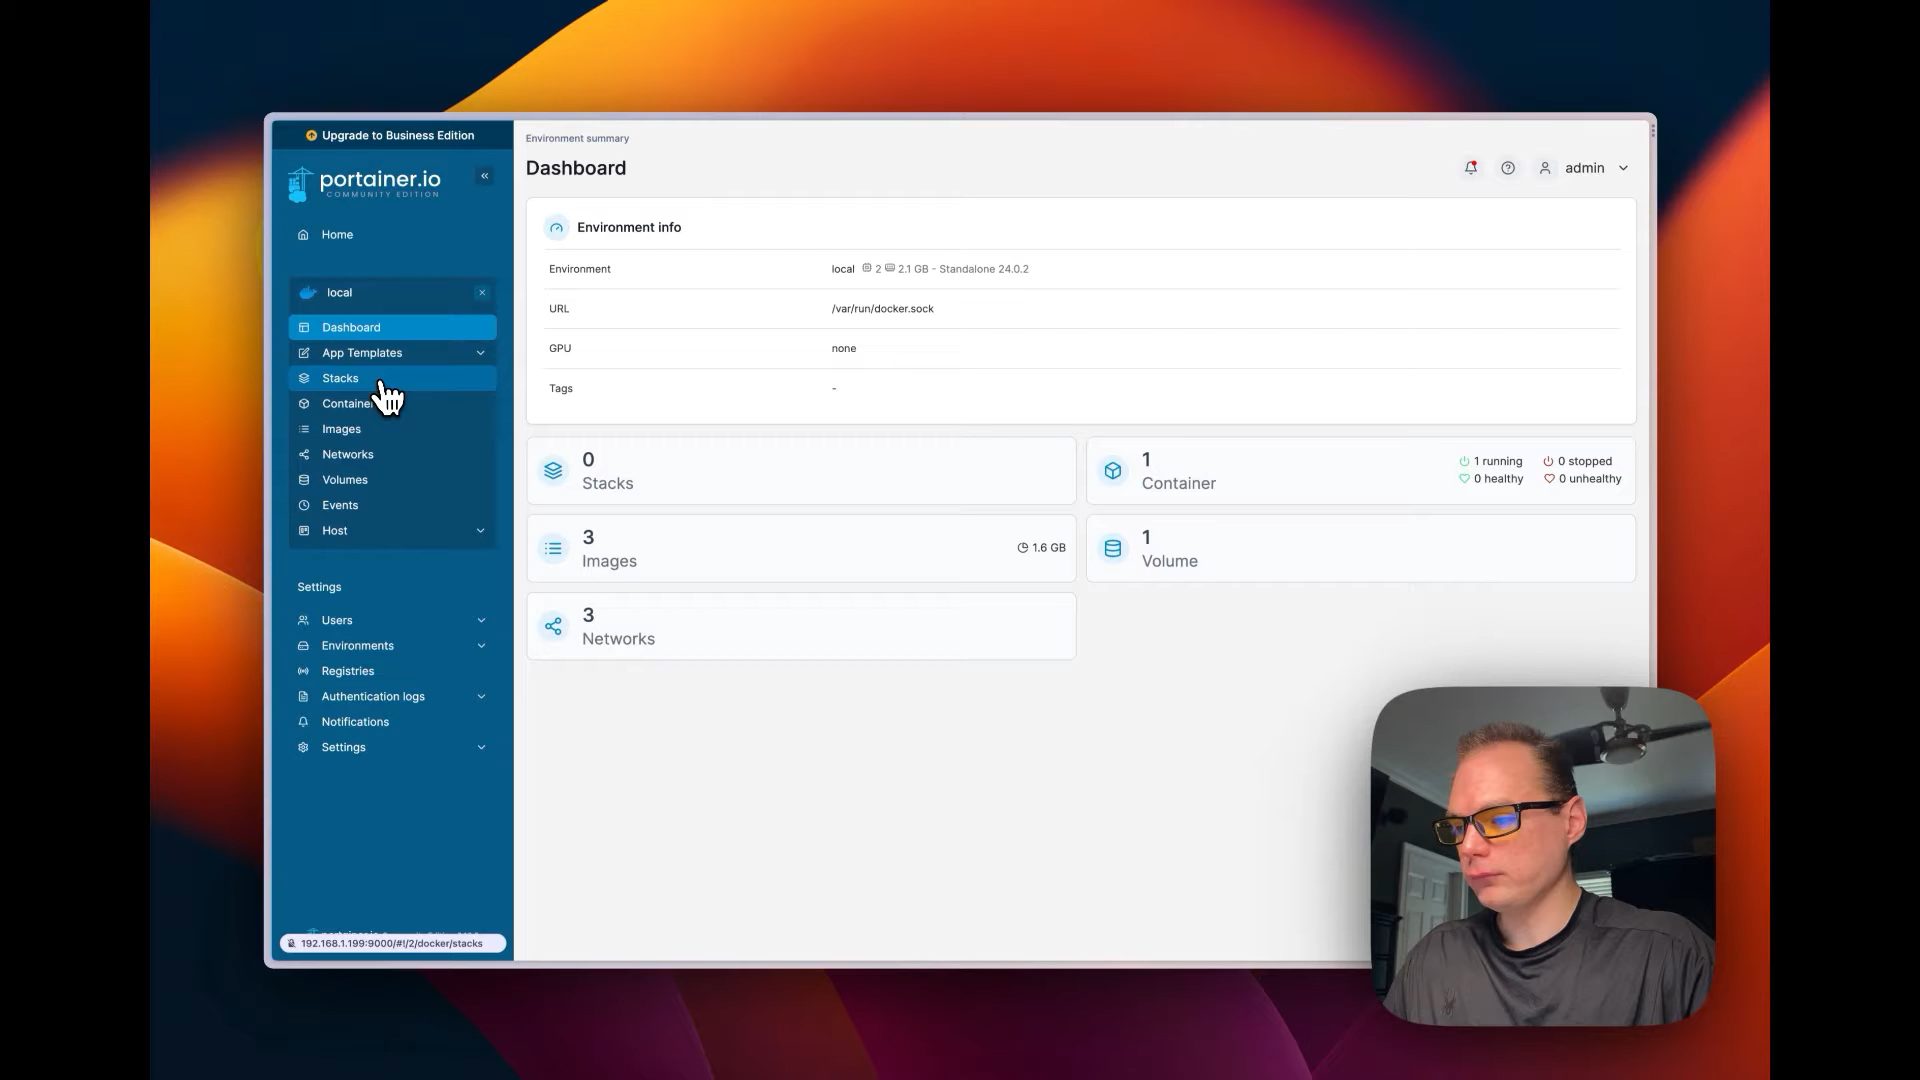 Upgrade to Business Edition
portainer.io
COMMUNITY EDITION
Home
local
Dashboard
App Templates
Stacks
Container
Images
Networks
Volumes
Events
Host
Settings
Users
Environments
Registries
Authentication logs
Notifications
Settings
192.168.1.199:9000/#!/2/docker/stacks
Environment summary
Dashboard
admin
Environment info
Environment local 2 2.1 GB - Standalone 24.0.2
URL /var/run/docker.sock
GPU none
Tags -
0
Stacks
1
Container
1 running 0 stopped
0 healthy 0 unhealthy
3
Images
1.6 GB
1
Volume
3
Networks